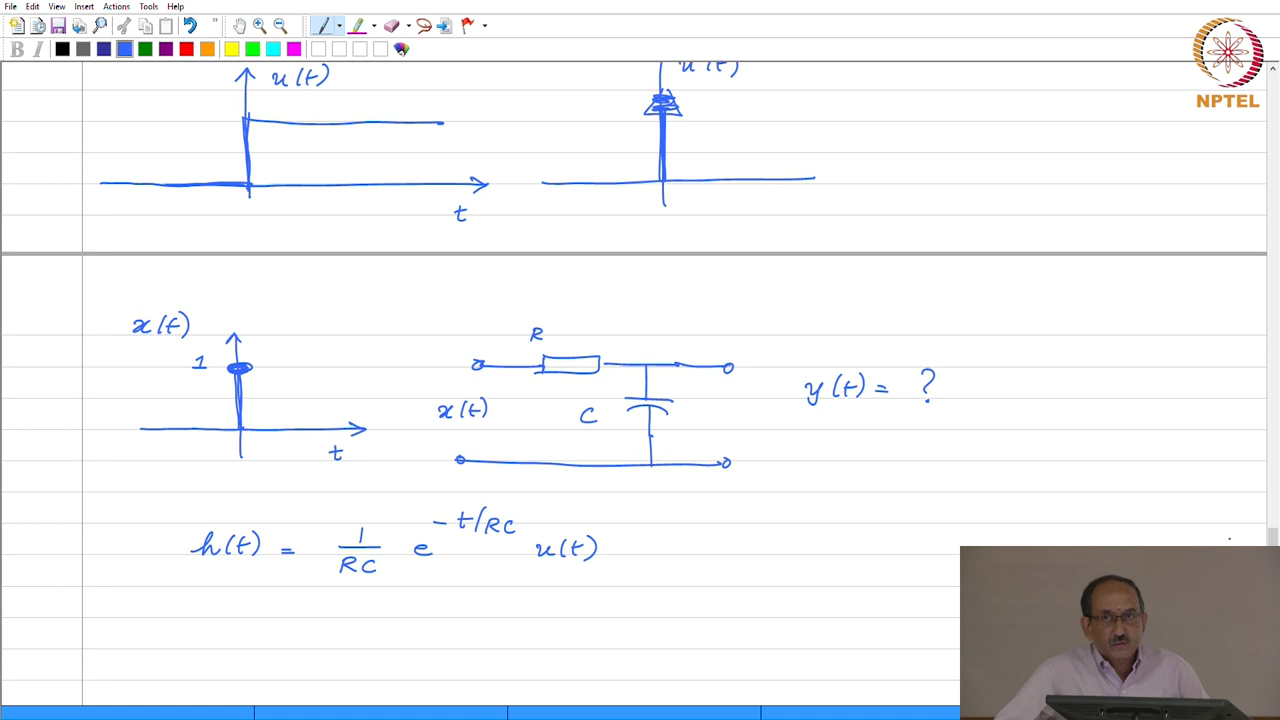 File Edit View Insert Actions Tools Help
B I
NPTEL
u(t)
u(t)
t
x(t)
1
t
R
x(t)
C
y(t) = ?
h(t) = 1/RC e^{-t/RC} u(t)